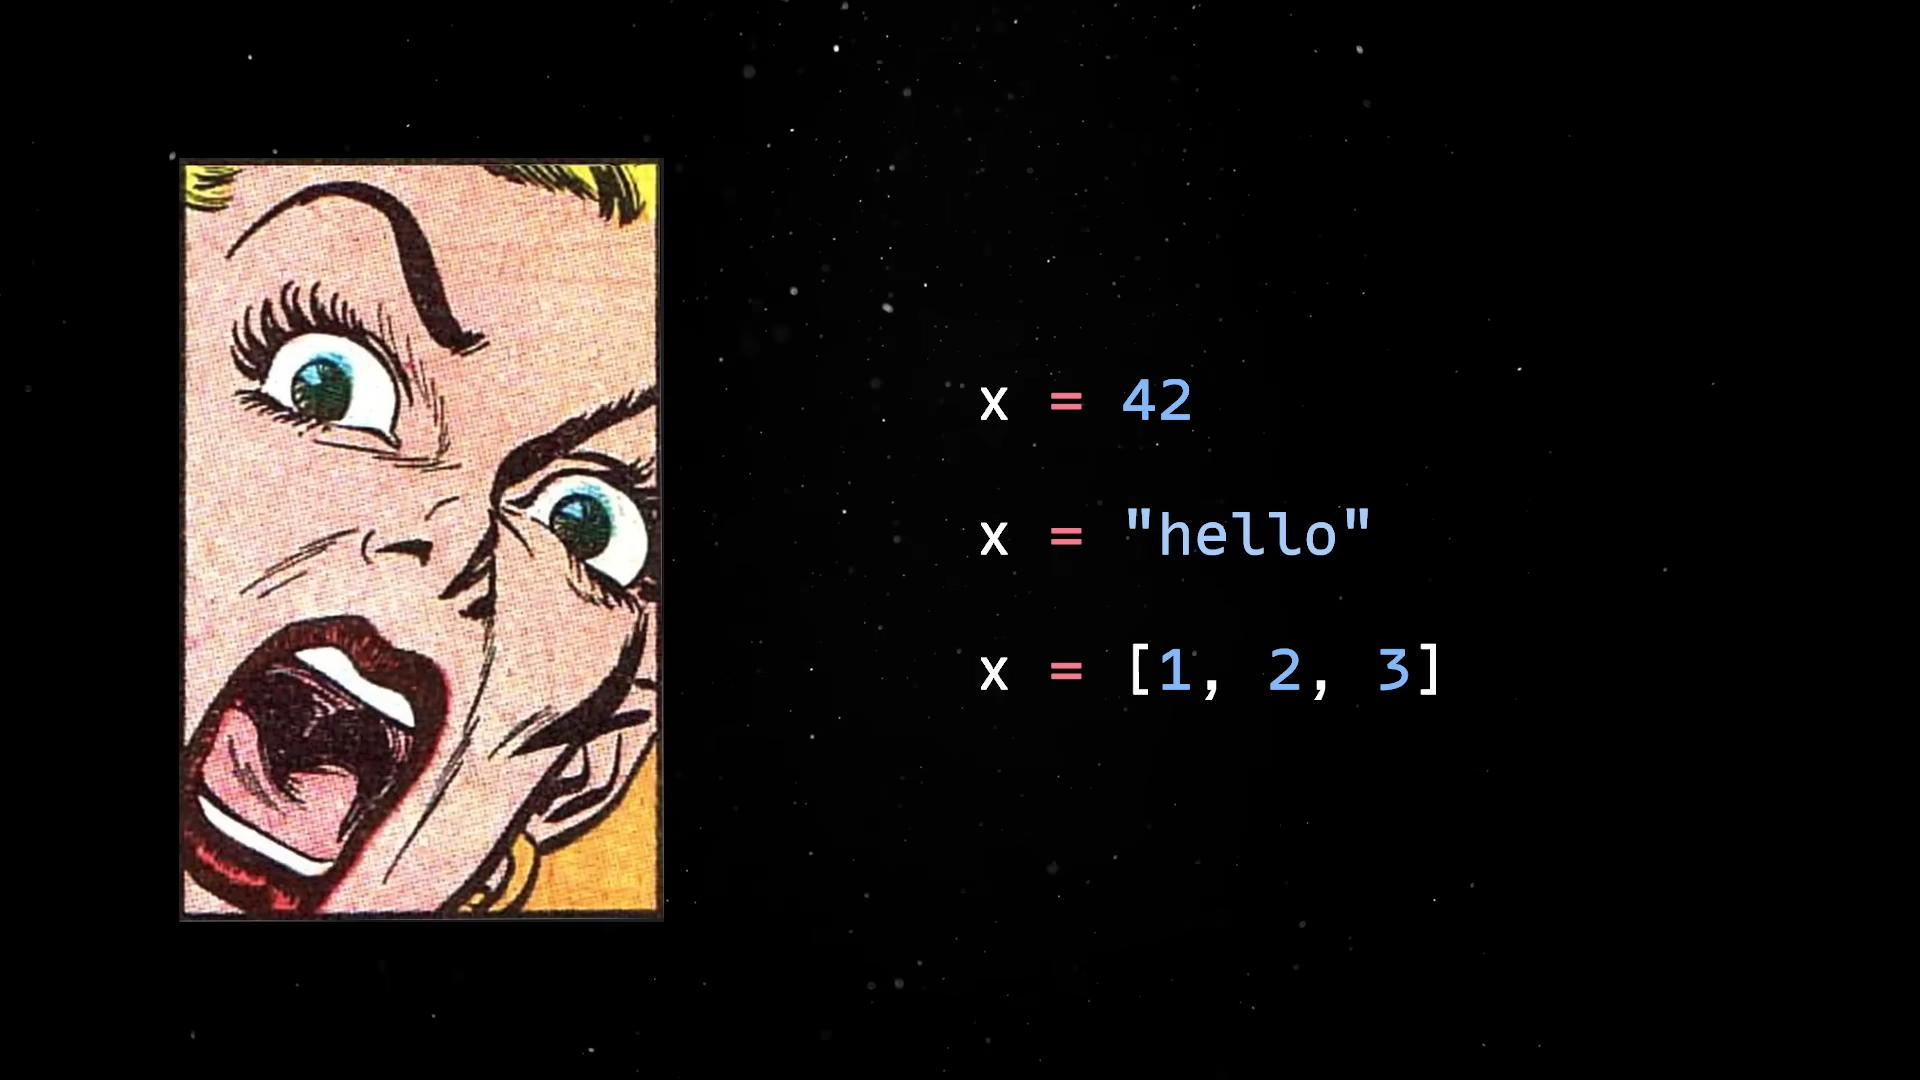 x = 42
x = "hello"
x = [1, 2, 3]